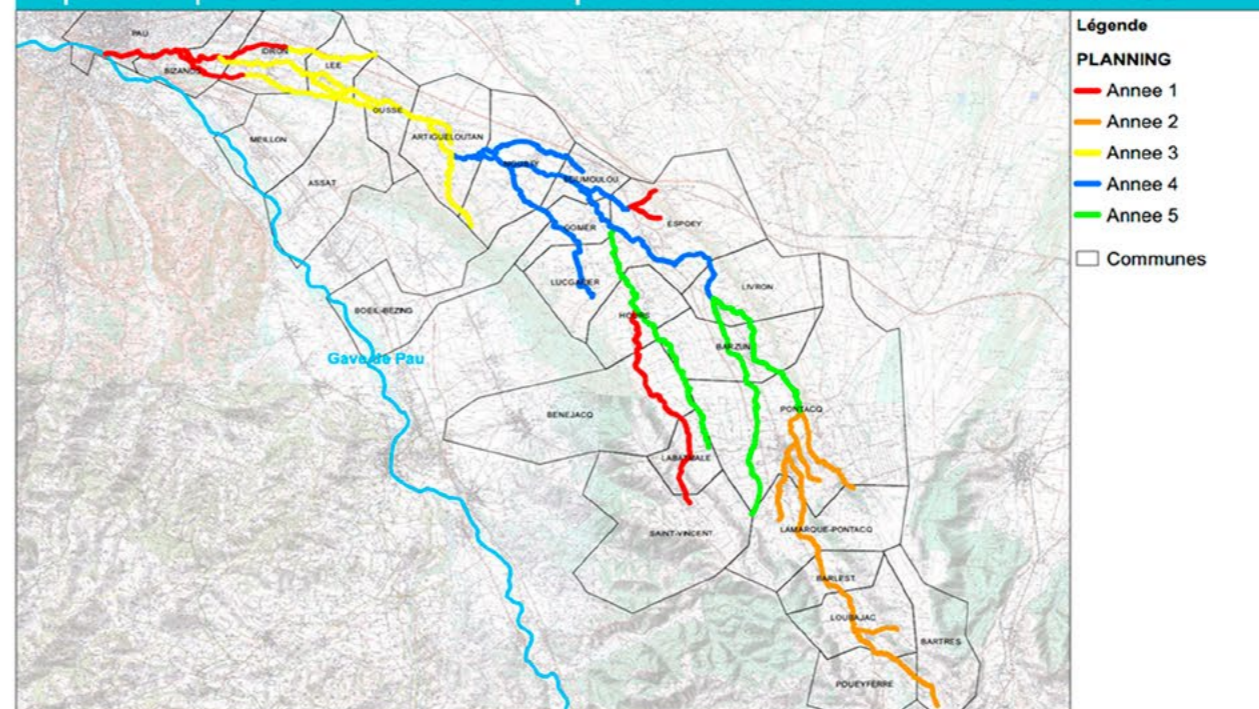 Légende
PLANNING
Annee 1
Annee 2
Annee 3
Annee 4
Annee 5
Communes
PAU
IDRON
LEE
BIZANOS
OUSSE
MEILLON
ARTIGUELOUTAN
ASSAT
SOUMOULOU
ESPOEY
GOMER
LUCGARIER
LIVRON
BOEIL-BEZING
HOURS
BARZUN
Gave de Pau
PONTACQ
BENEJACQ
LABATMALE
SAINT-VINCENT
LAMARQUE-PONTACQ
BARLEST
LOUBAJAC
BARTRES
POUEYFERRE